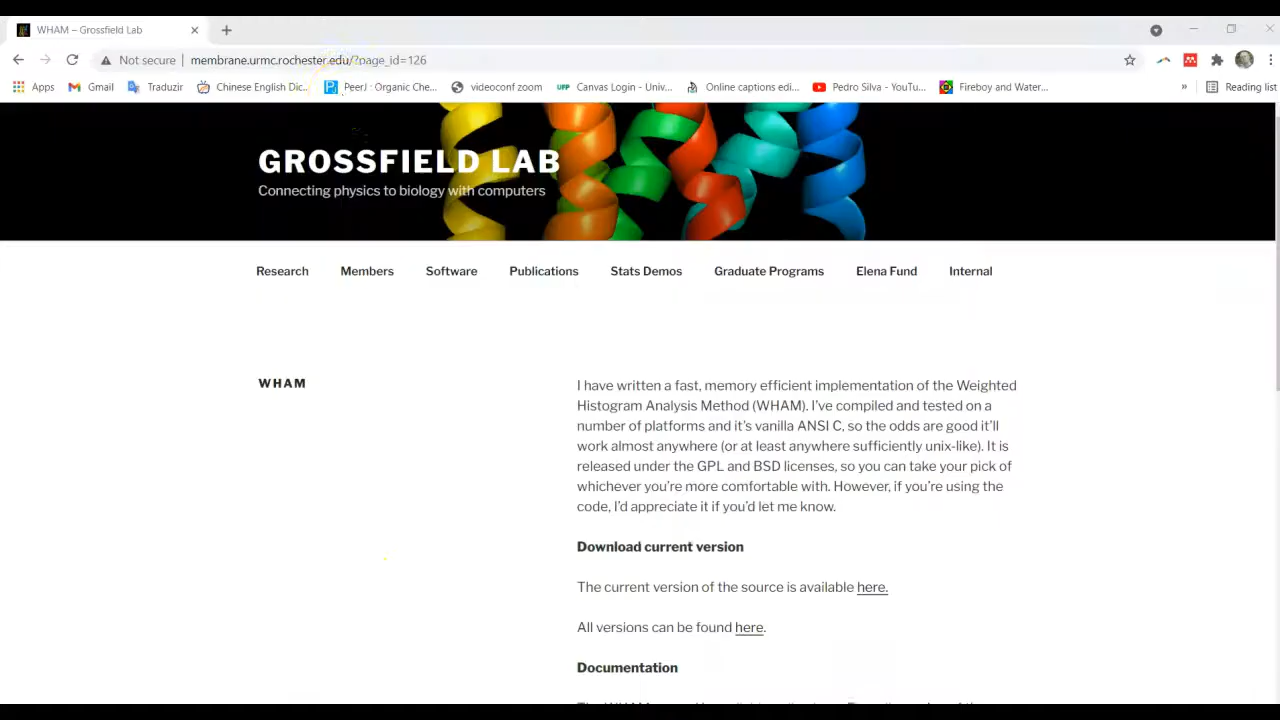 WHAM – Grossfield Lab
Not secure | membrane.urmc.rochester.edu/?page_id=126
Apps Gmail Traduzir Chinese English Dic... PeerJ - Organic Che... videoconf zoom UFP Canvas Login - Univ... Online captions edi... Pedro Silva - YouTu... Fireboy and Water... » Reading list
GROSSFIELD LAB
Connecting physics to biology with computers
Research Members Software Publications Stats Demos Graduate Programs Elena Fund Internal
WHAM
I have written a fast, memory efficient implementation of the Weighted
Histogram Analysis Method (WHAM). I've compiled and tested on a
number of platforms and it's vanilla ANSI C, so the odds are good it'll
work almost anywhere (or at least anywhere sufficiently unix-like). It is
released under the GPL and BSD licenses, so you can take your pick of
whichever you're more comfortable with. However, if you're using the
code, I'd appreciate it if you'd let me know.
Download current version
The current version of the source is available here.
All versions can be found here.
Documentation